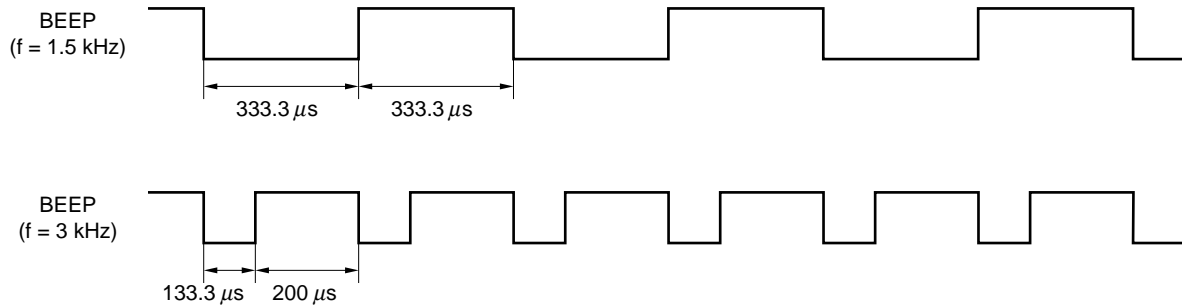 BEEP
(f = 1.5 kHz)
333.3 μs 333.3 μs
BEEP
(f = 3 kHz)
133.3 μs 200 μs